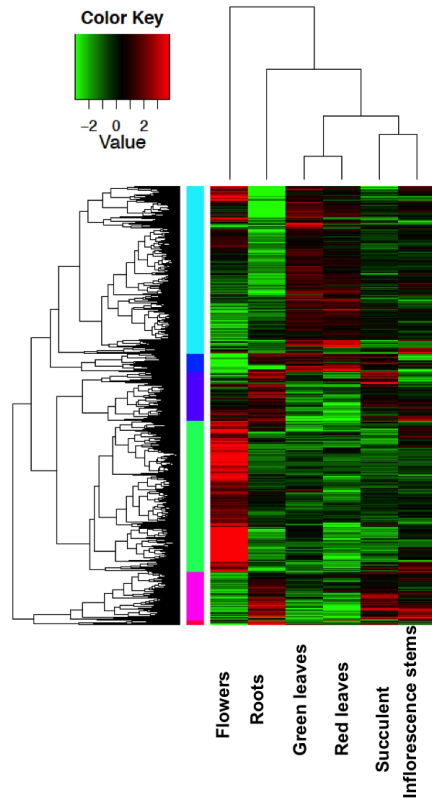 Color Key
−2 0 2
Value
Flowers
Roots
Green leaves
Red leaves
Succulent
Inflorescence stems